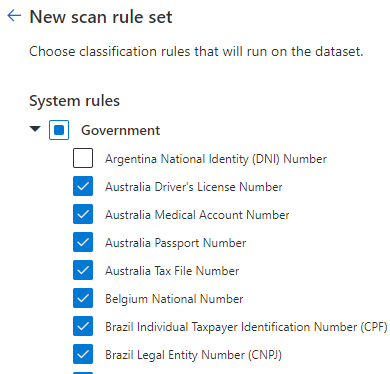 New scan rule set
Choose classification rules that will run on the dataset.
System rules
Government
Argentina National Identity (DNI) Number
Australia Driver's License Number
Australia Medical Account Number
Australia Passport Number
Australia Tax File Number
Belgium National Number
Brazil Individual Taxpayer Identification Number (CPF)
Brazil Legal Entity Number (CNPJ)